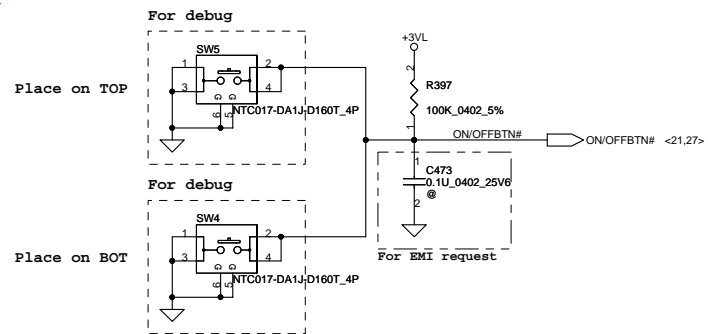 For debug
SW5
1
2
3
4
G
G
6
5
NTC017-DA1J-D160T_4P
Place on TOP
+3VL
2
R397
100K_0402_5%
1
ON/OFFBTN#
ON/OFFBTN# <21,27>
1
C473
0.1U_0402_25V6
@
2
For EMI request
For debug
SW4
1
2
3
4
G
G
6
5
NTC017-DA1J-D160T_4P
Place on BOT